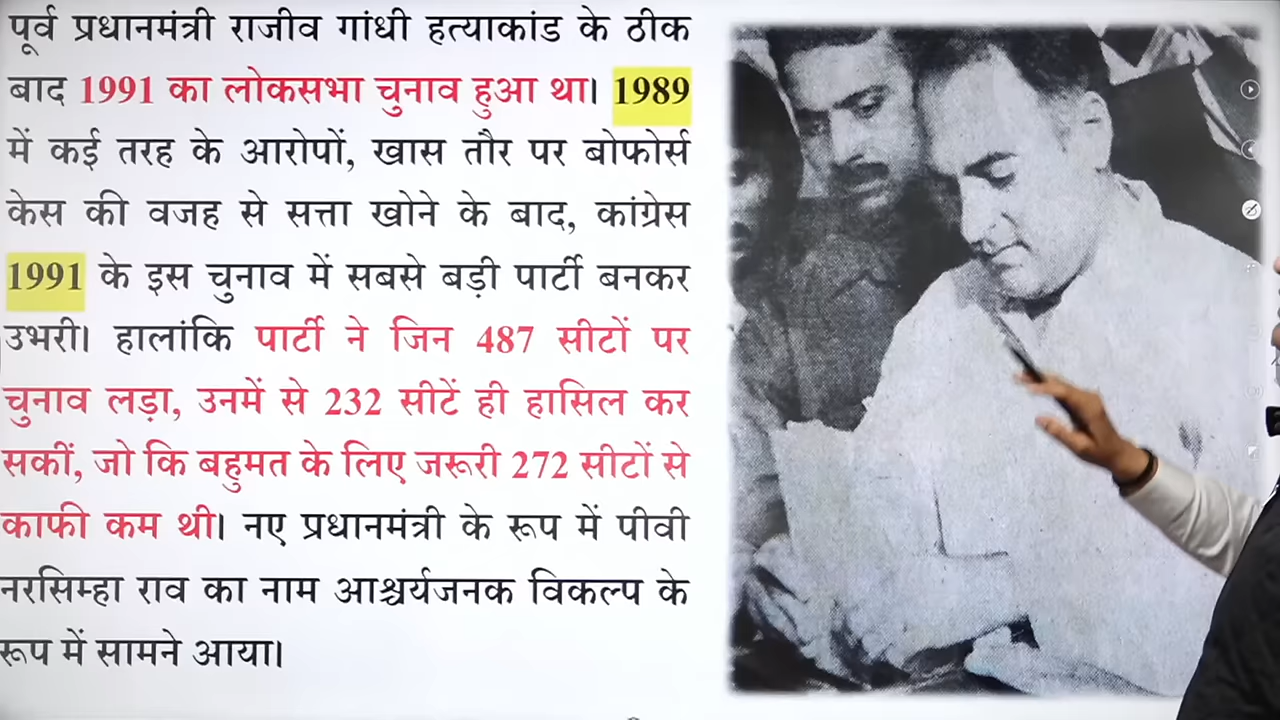 पूर्व प्रधानमंत्री राजीव गांधी हत्याकांड के ठीक
बाद 1991 का लोकसभा चुनाव हुआ था। 1989
में कई तरह के आरोपों, खास तौर पर बोफोर्स
केस की वजह से सत्ता खोने के बाद, कांग्रेस
1991 के इस चुनाव में सबसे बड़ी पार्टी बनकर
उभरी। हालांकि पार्टी ने जिन 487 सीटों पर
चुनाव लड़ा, उनमें से 232 सीटें ही हासिल कर
सकीं, जो कि बहुमत के लिए जरूरी 272 सीटों से
काफी कम थी। नए प्रधानमंत्री के रूप में पीवी
नरसिम्हा राव का नाम आश्चर्यजनक विकल्प के
रूप में सामने आया।